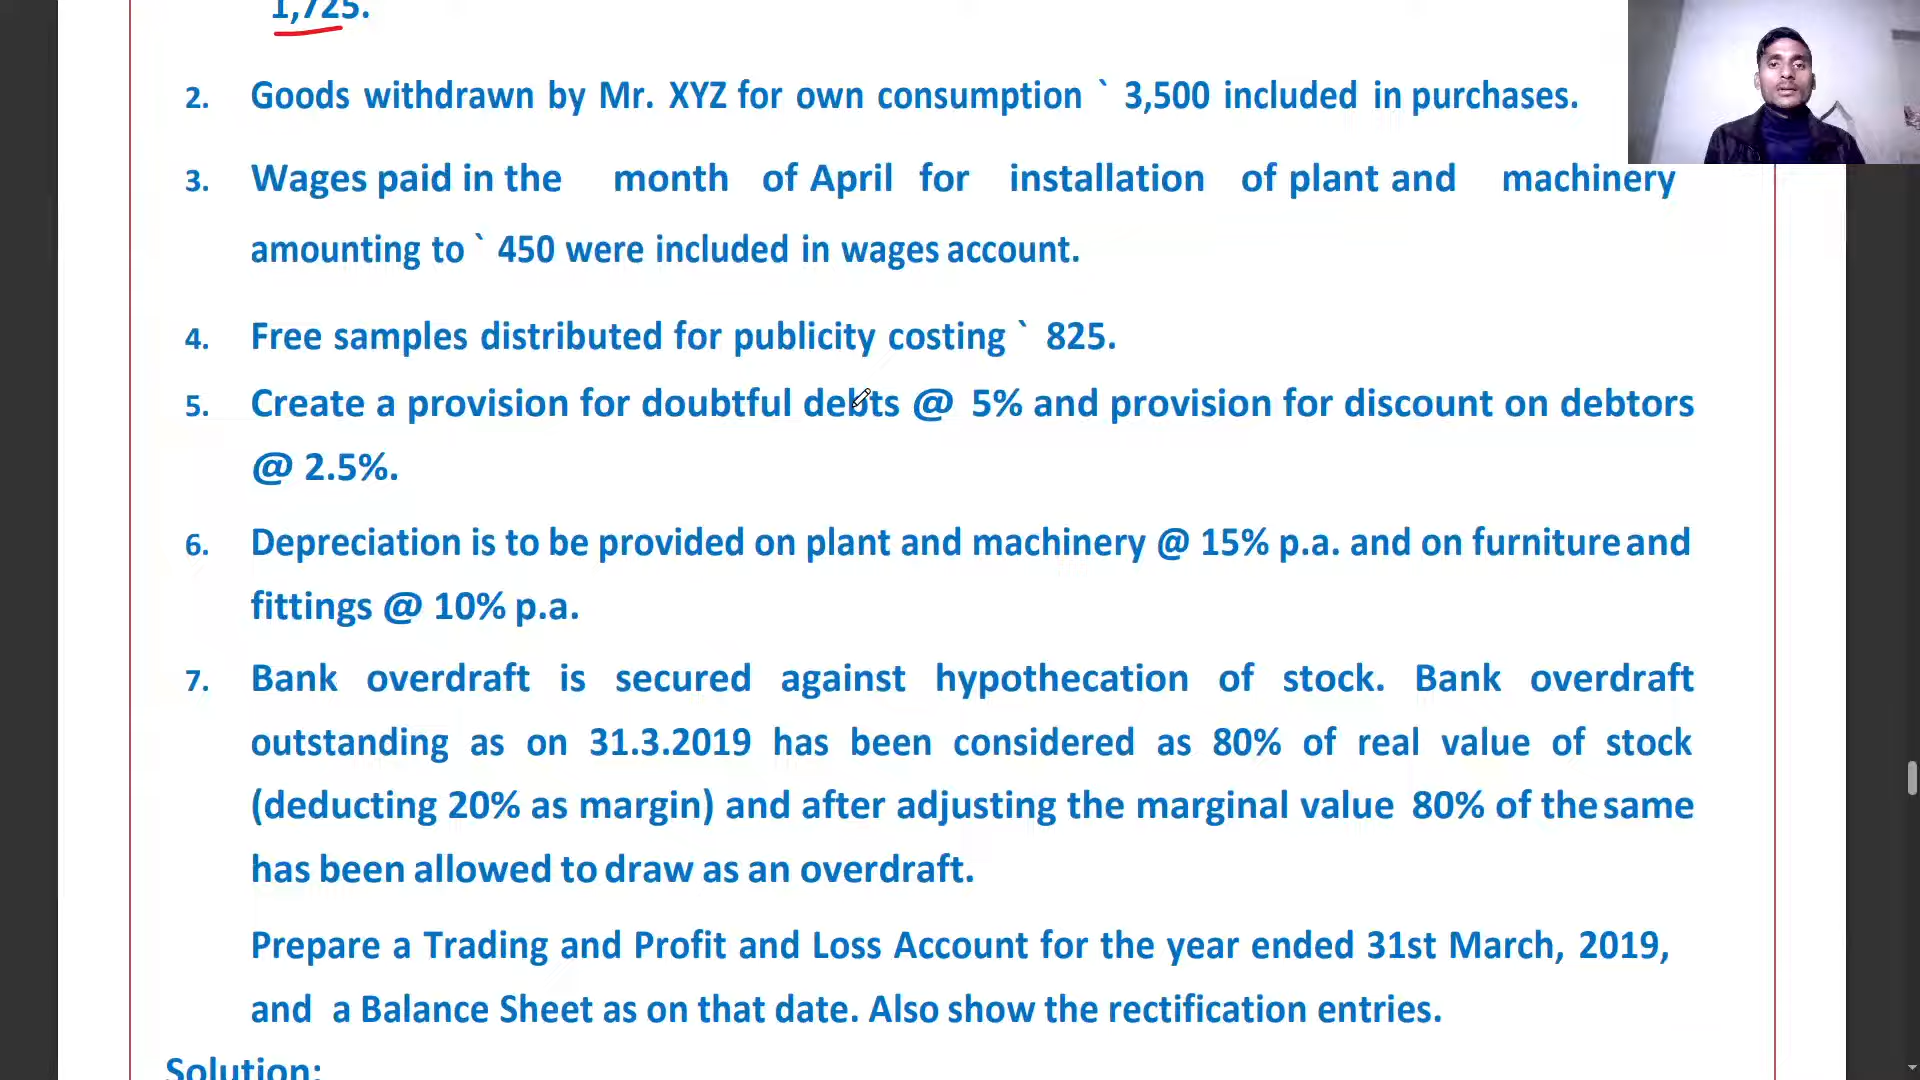 1,725.
2. Goods withdrawn by Mr. XYZ for own consumption ` 3,500 included in purchases.
3. Wages paid in the month of April for installation of plant and machinery
amounting to ` 450 were included in wages account.
4. Free samples distributed for publicity costing ` 825.
5. Create a provision for doubtful debts @ 5% and provision for discount on debtors
@ 2.5%.
6. Depreciation is to be provided on plant and machinery @ 15% p.a. and on furniture and
fittings @ 10% p.a.
7. Bank overdraft is secured against hypothecation of stock. Bank overdraft
outstanding as on 31.3.2019 has been considered as 80% of real value of stock
(deducting 20% as margin) and after adjusting the marginal value 80% of the same
has been allowed to draw as an overdraft.
Prepare a Trading and Profit and Loss Account for the year ended 31st March, 2019,
and a Balance Sheet as on that date. Also show the rectification entries.
Solution: